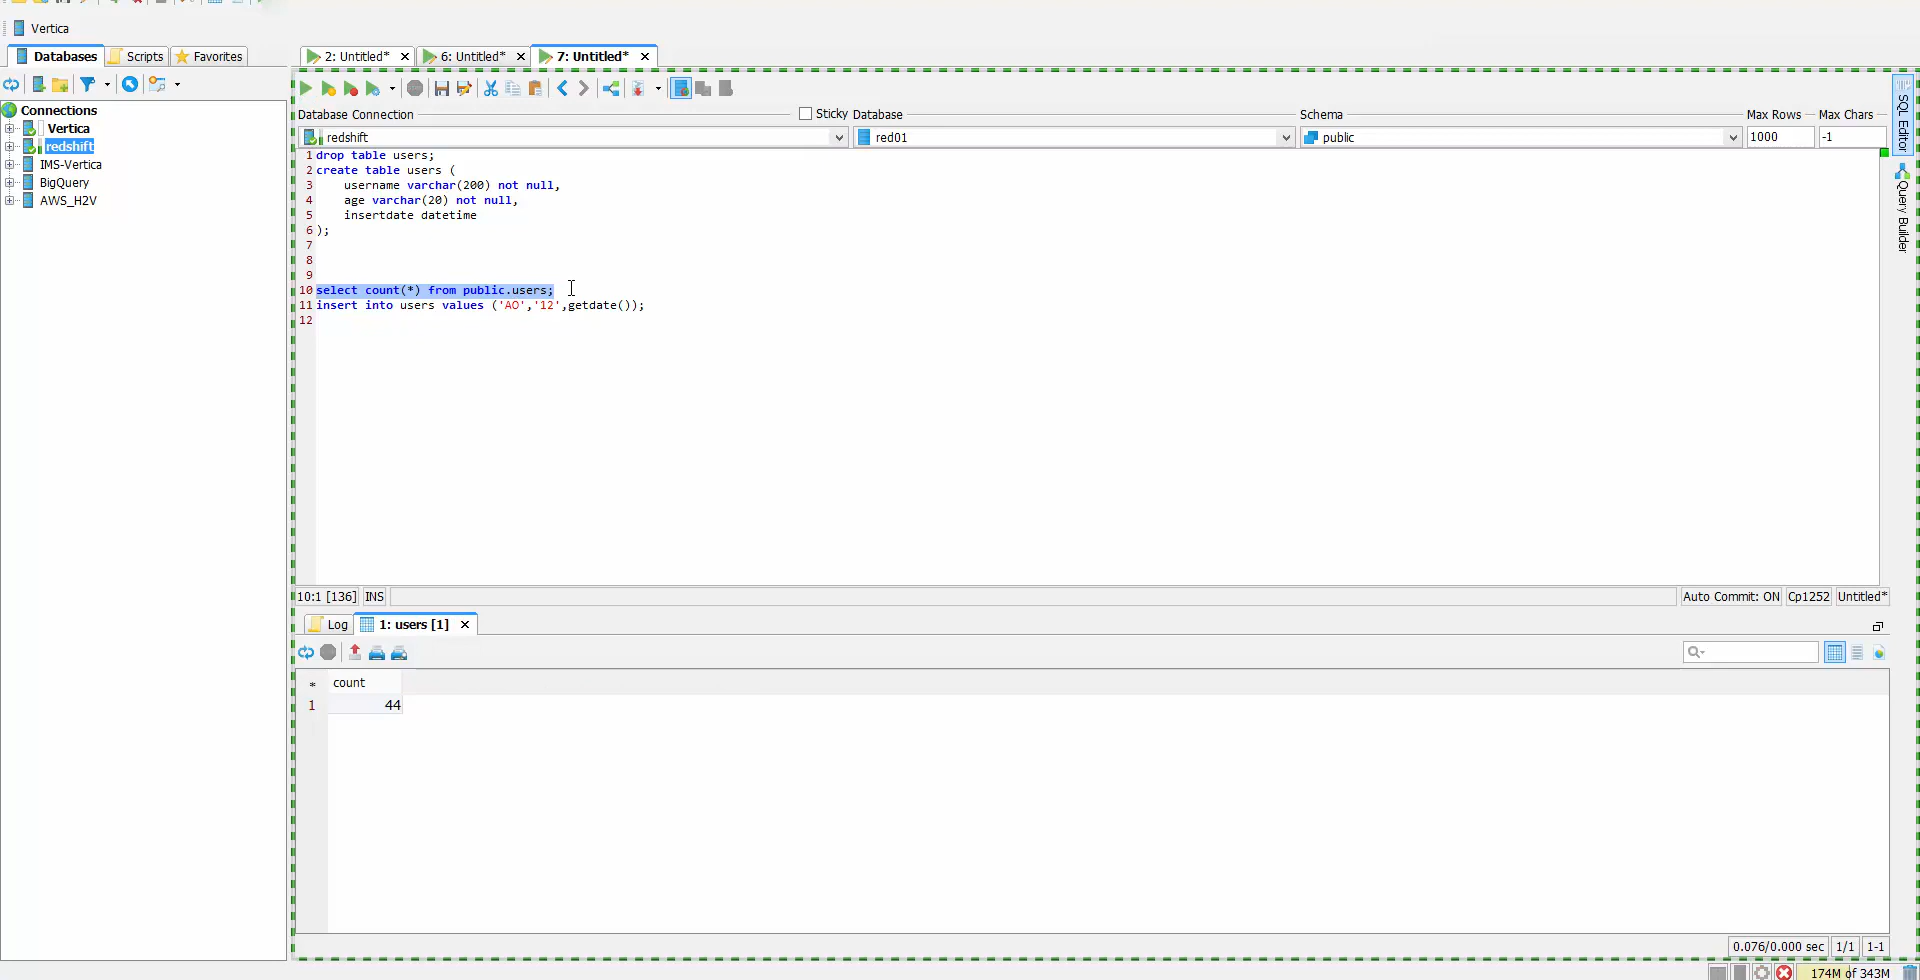 Vertica
Databases Scripts Favorites
2: Untitled* 6: Untitled* 7: Untitled*
Connections
Vertica
redshift
IMS-Vertica
BigQuery
AWS_H2V
Database Connection Sticky Database Schema Max Rows Max Chars
redshift red01 public 1000 -1
1 drop table users;
2 create table users (
3 username varchar(200) not null,
4 age varchar(20) not null,
5 insertdate datetime
6 );
7
8
9
10 select count(*) from public.users;
11 insert into users values ('AO','12',getdate());
12
SQL Editor
Query Builder
10:1 [136] INS Auto Commit: ON Cp1252 Untitled*
Log 1: users [1]
* count
1 44
0.076/0.000 sec 1/1 1-1
174M of 343M